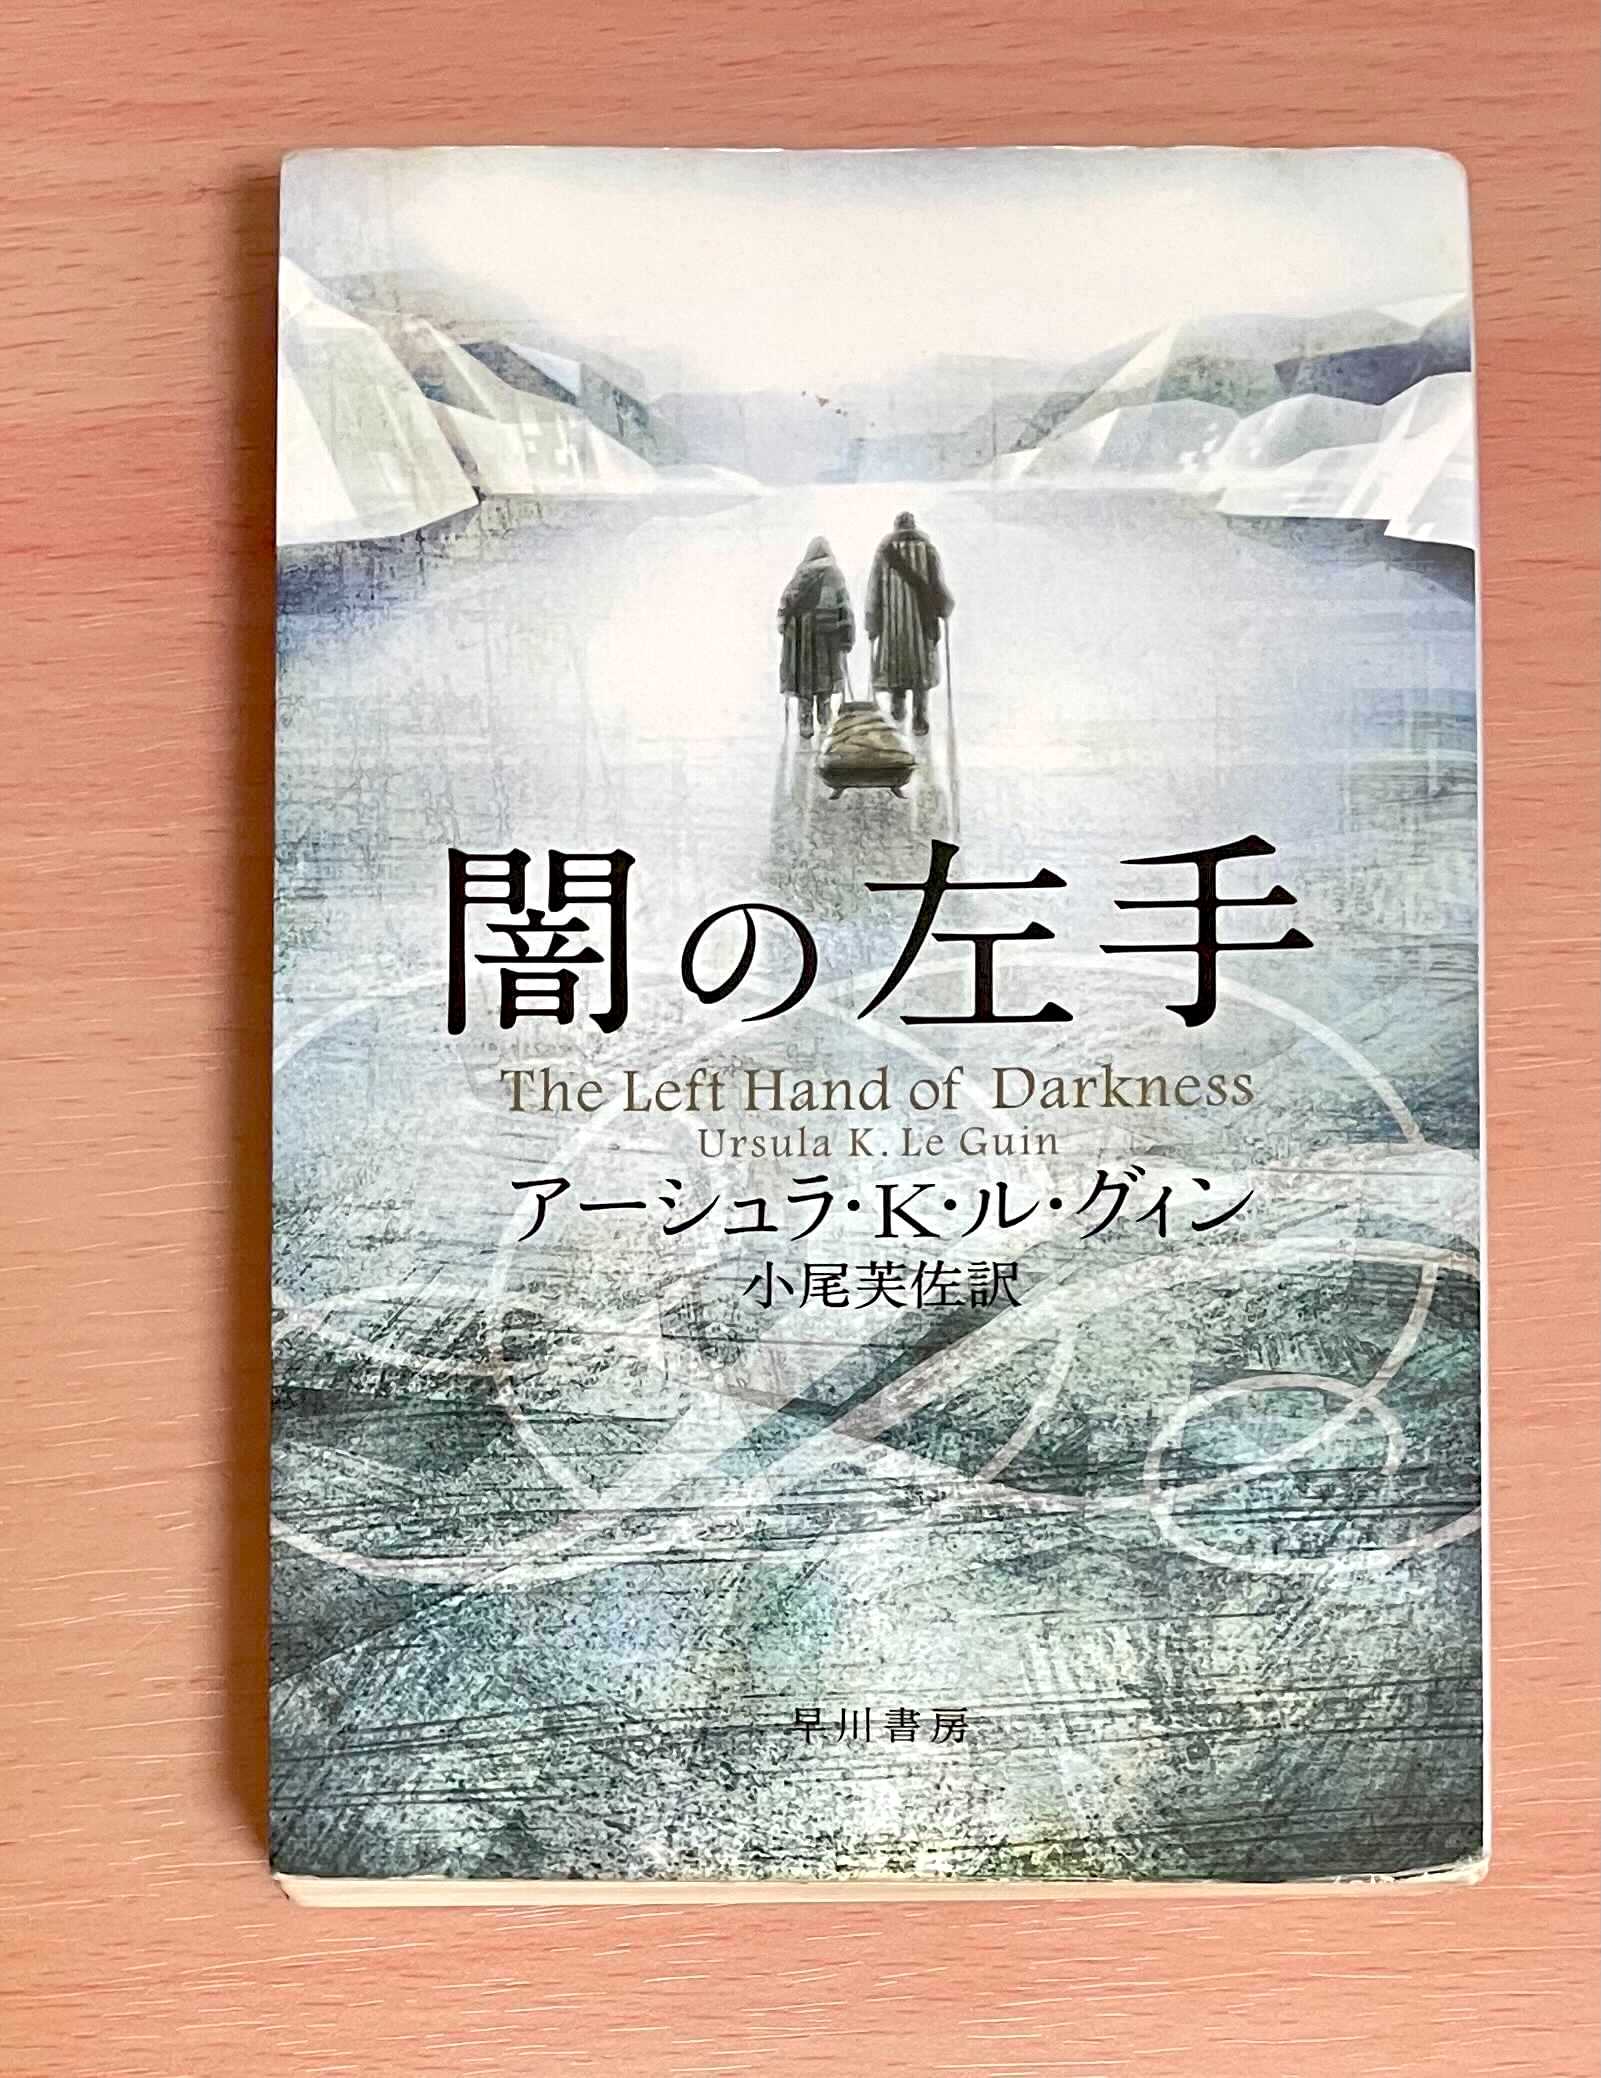 闇の左手
The Left Hand of Darkness
Ursula K. Le Guin
アーシュラ・K・ル・グィン
小尾芙佐訳
早川書房